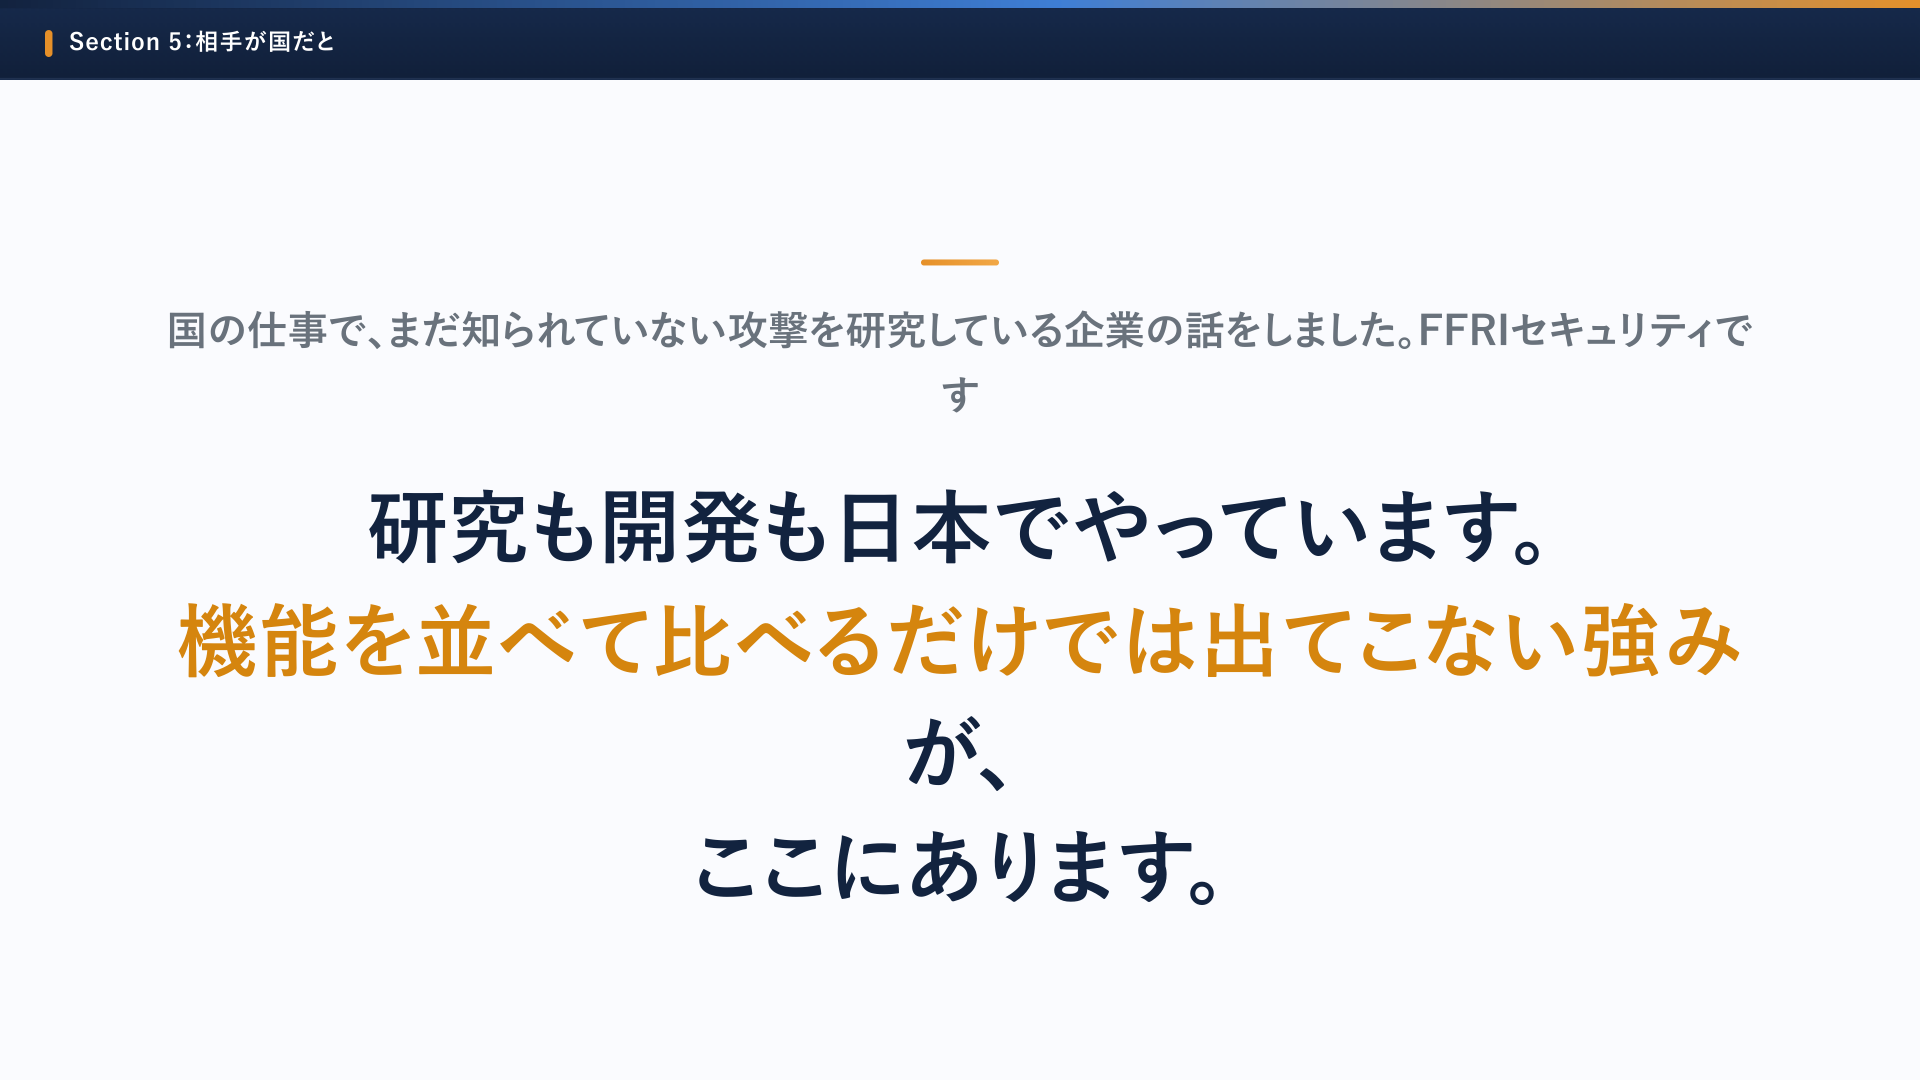 Section 5：相手が国だと
国の仕事で、まだ知られていない攻撃を研究している企業の話をしました。FFRIセキュリティで
す
研究も開発も日本でやっています。
機能を並べて比べるだけでは出てこない強み
が、
ここにあります。